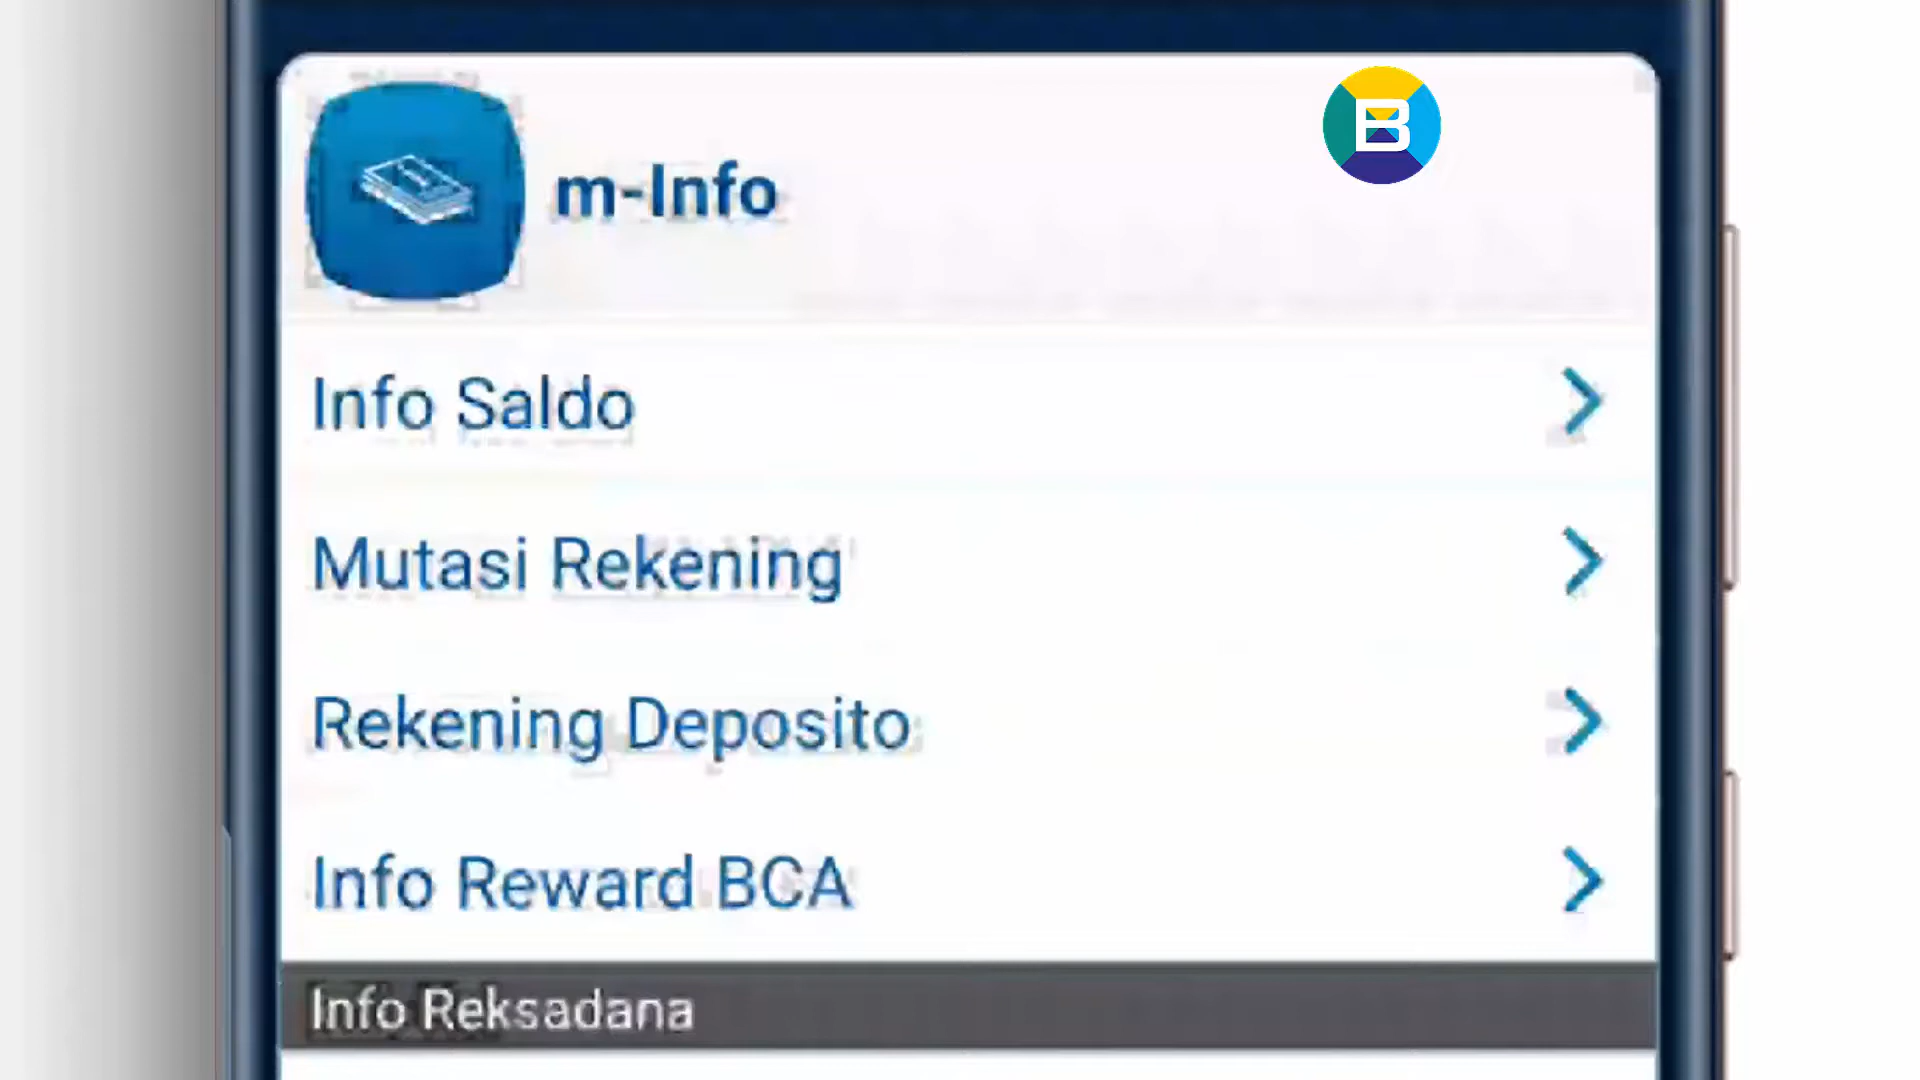 B
m-Info
Info Saldo
Mutasi Rekening
Rekening Deposito
Info Reward BCA
Info Reksadana